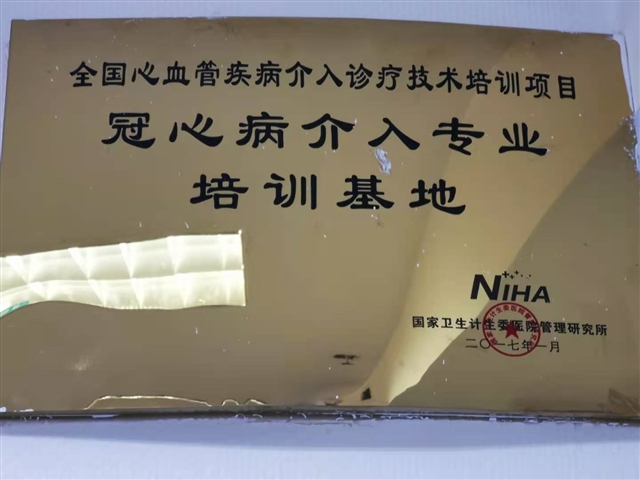 全国心血管疾病介入诊疗技术培训项目
冠心病介入专业
培训基地
NIHA
国家卫生计生委医院管理研究所
二〇一七年一月